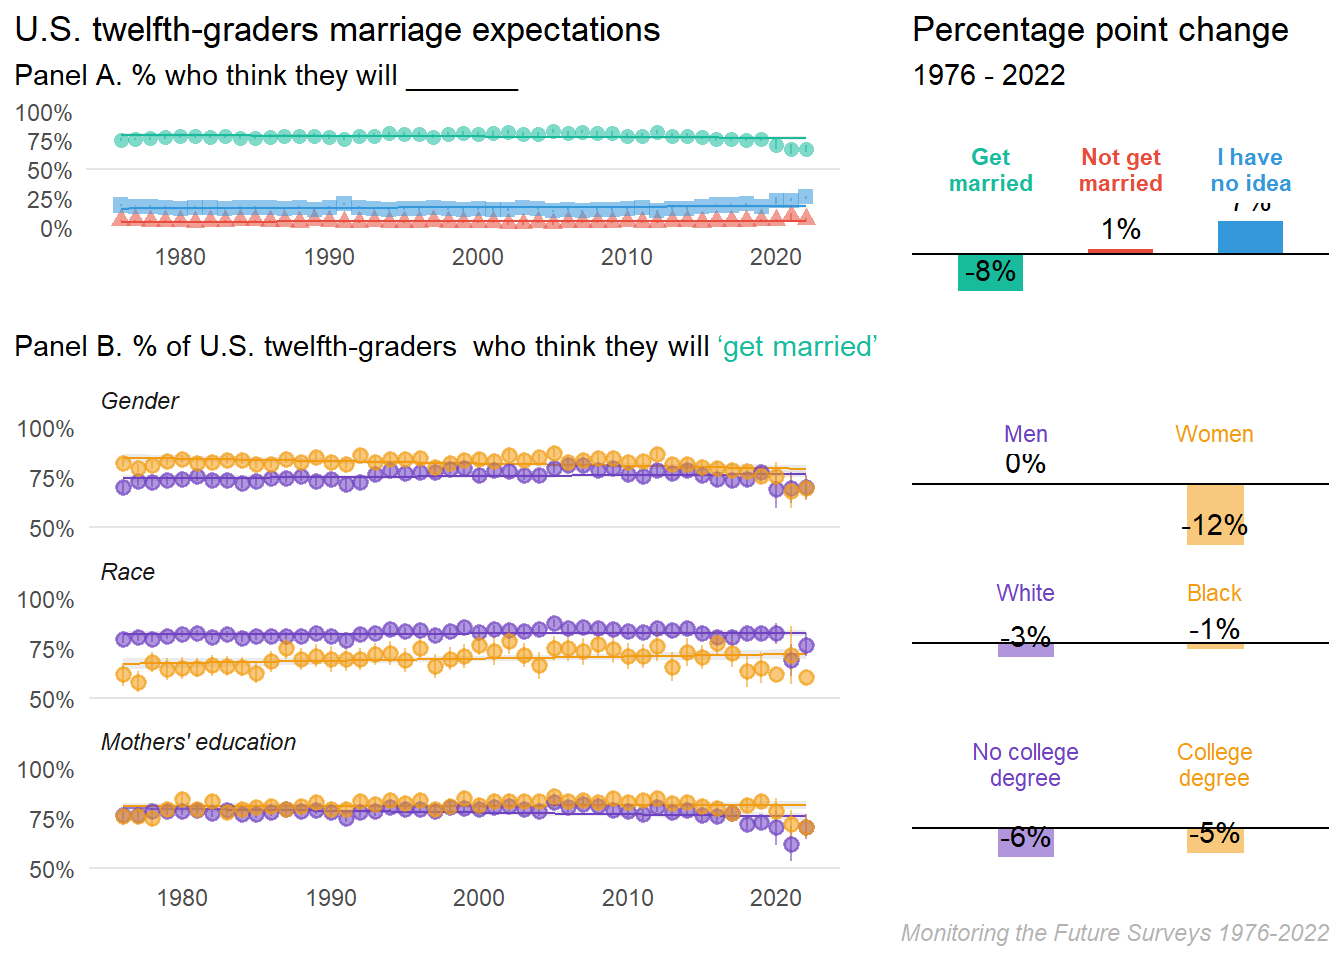 U.S. twelfth-graders marriage expectations
Panel A. % who think they will _______
100%
75%
50%
25%
0%
1980 1990 2000 2010 2020
Percentage point change
1976 - 2022
Get married
Not get married
I have no idea
-8%
1%
7%
Panel B. % of U.S. twelfth-graders  who think they will ‘get married’
Gender
100%
75%
50%
Men
0%
Women
-12%
Race
100%
75%
50%
White
-3%
Black
-1%
Mothers' education
100%
75%
50%
1980 1990 2000 2010 2020
No college degree
-6%
College degree
-5%
Monitoring the Future Surveys 1976-2022